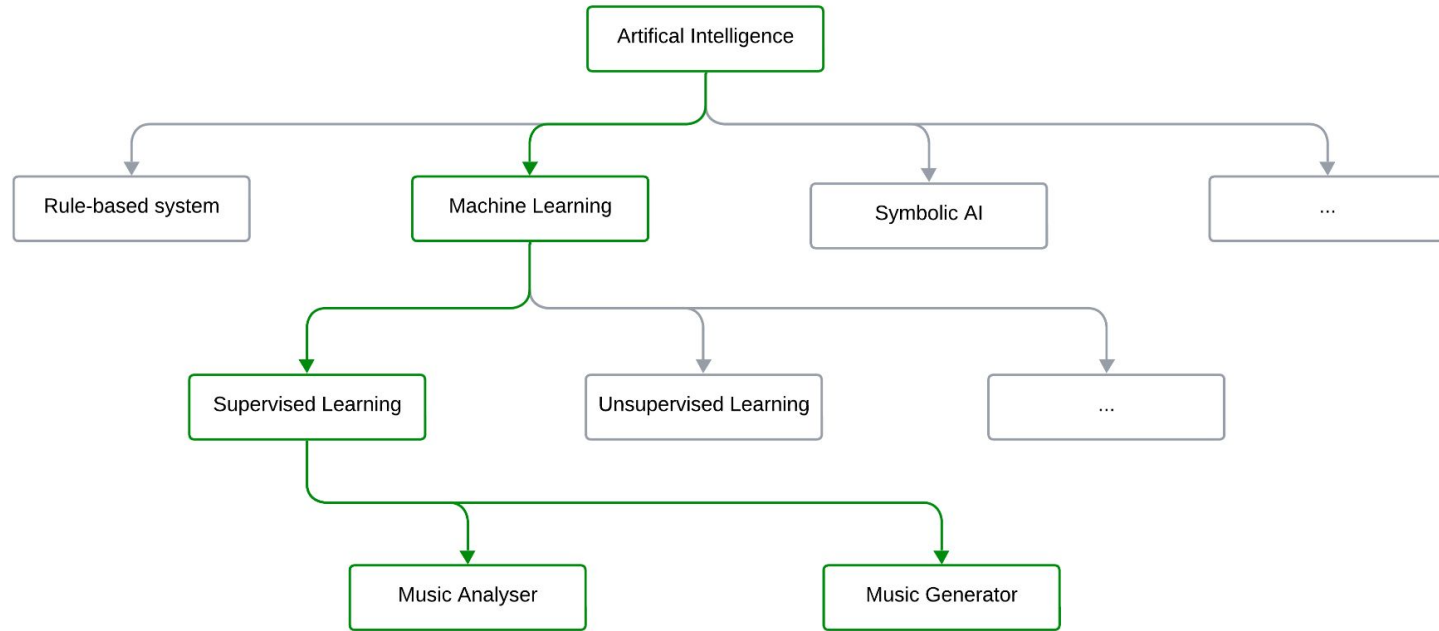 Artifical Intelligence
Rule-based system
Machine Learning
Symbolic AI
...
Supervised Learning
Unsupervised Learning
...
Music Analyser
Music Generator